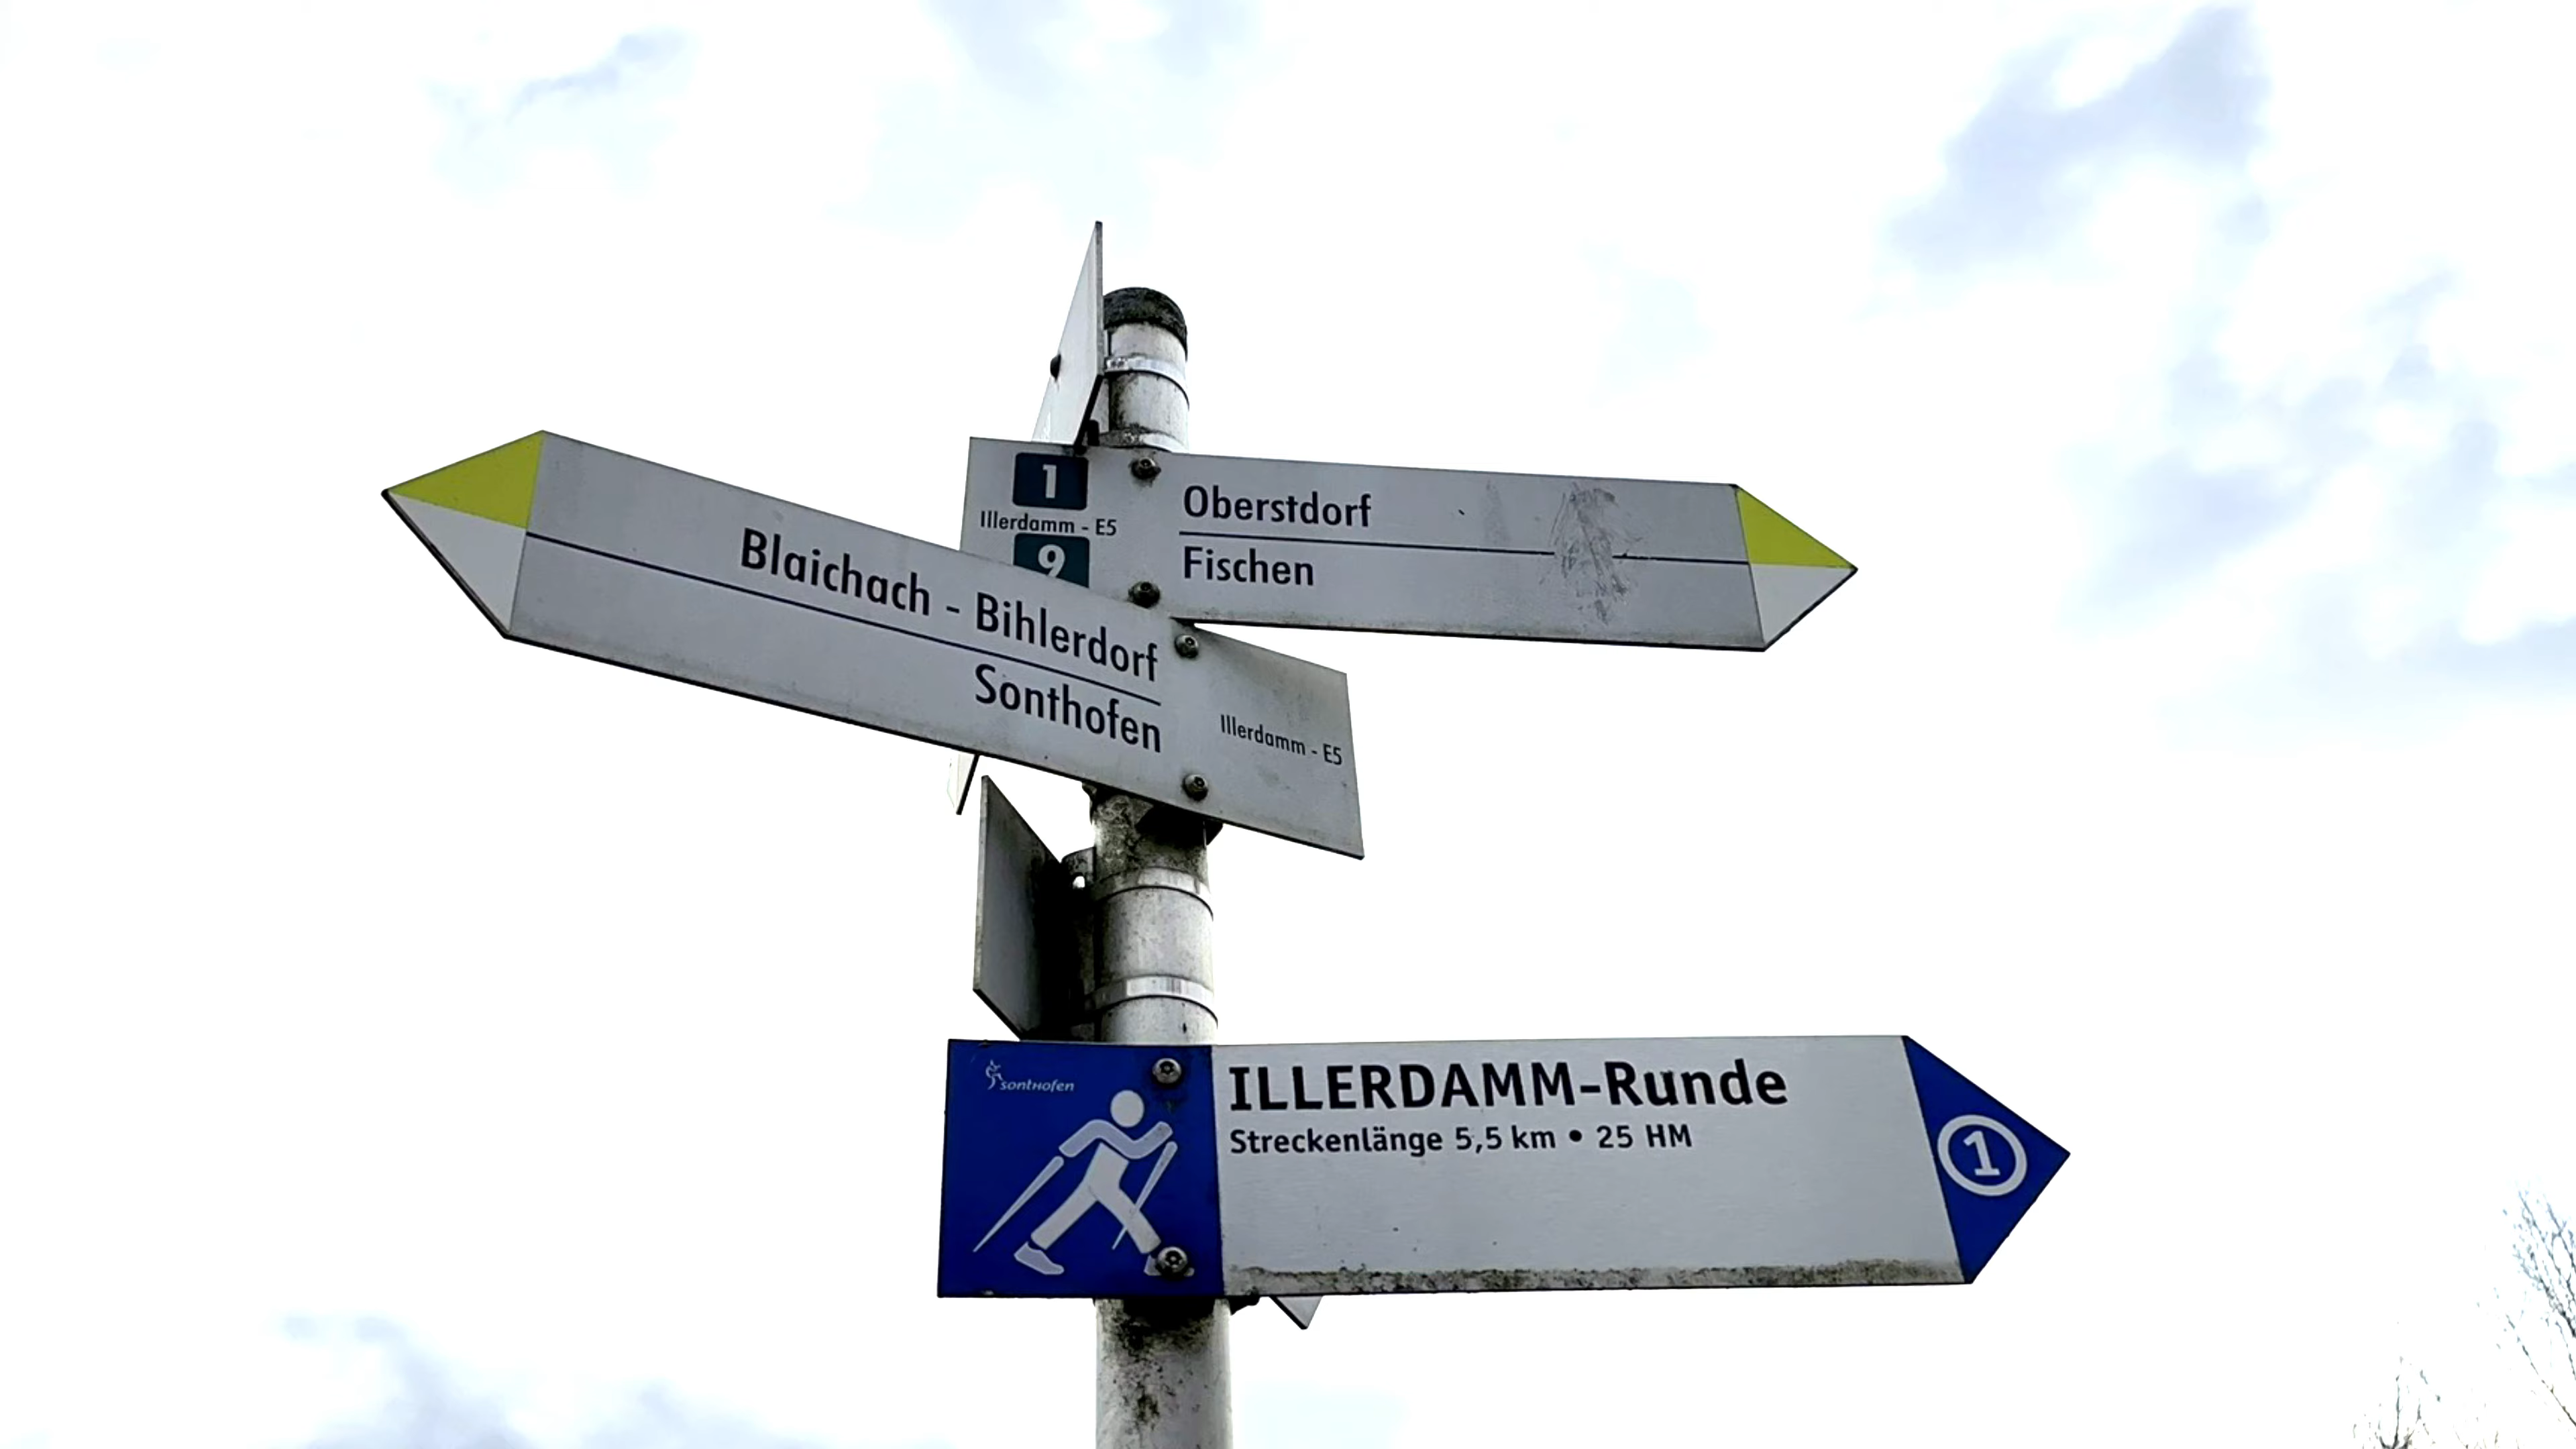 1
Illerdamm - E5
9
Oberstdorf
Fischen
Blaichach - Bihlerdorf
Sonthofen
Illerdamm - E5
sontHofen
ILLERDAMM-Runde
Streckenlänge 5,5 km • 25 HM
1